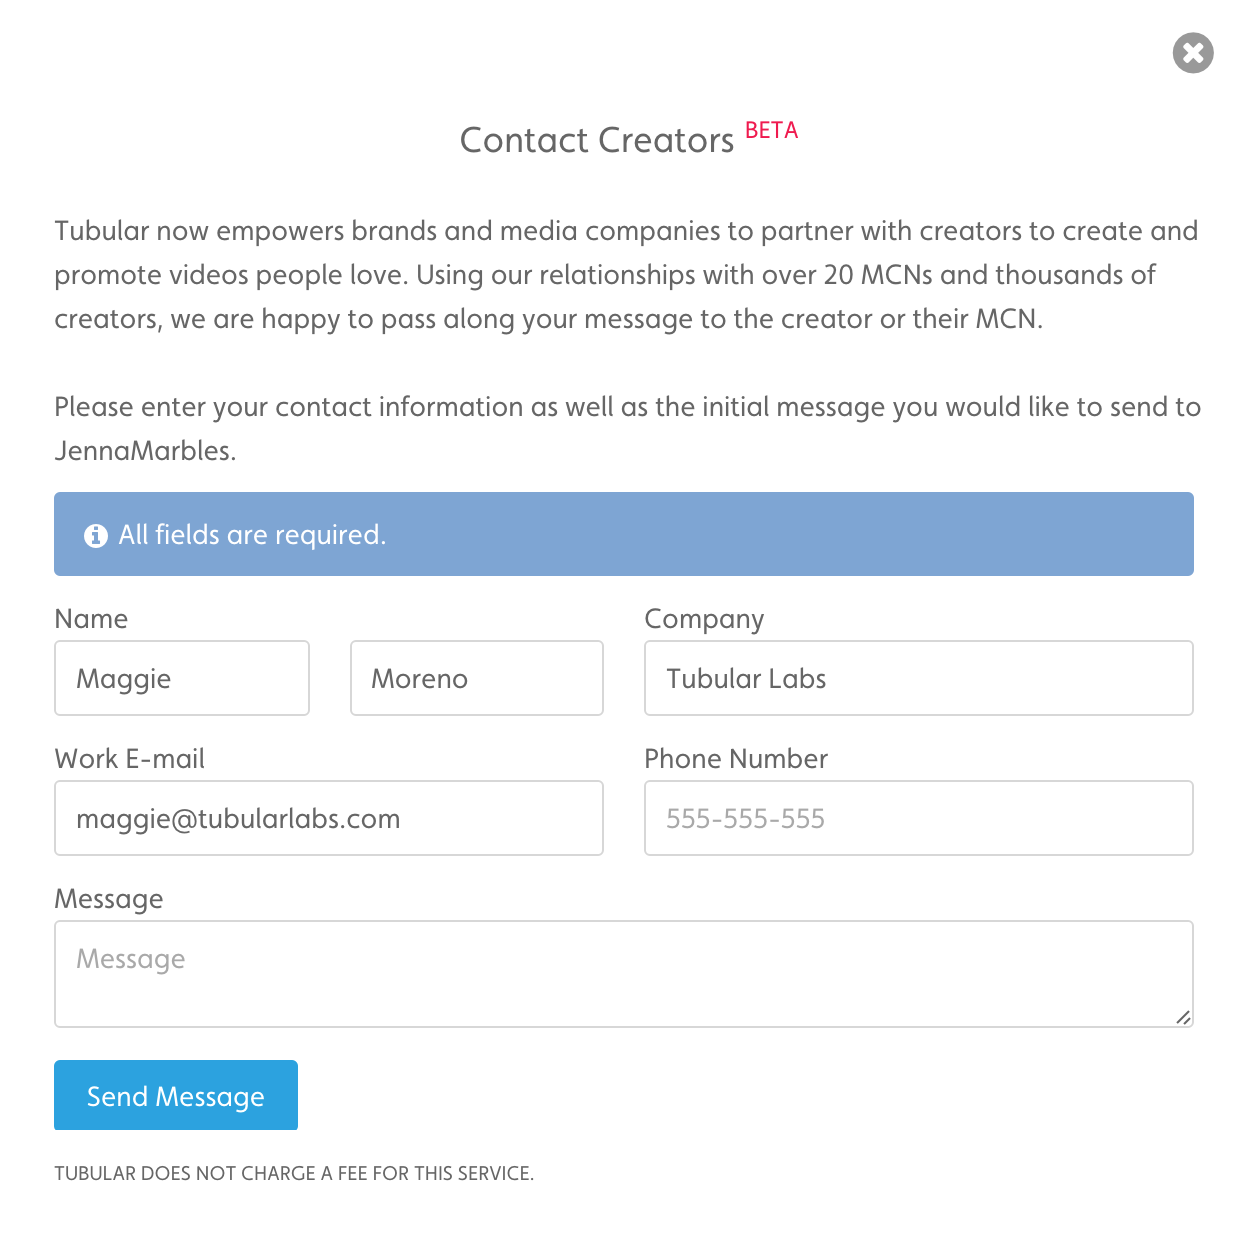 Contact Creators BETA
Tubular now empowers brands and media companies to partner with creators to create and
promote videos people love. Using our relationships with over 20 MCNs and thousands of
creators, we are happy to pass along your message to the creator or their MCN.
Please enter your contact information as well as the initial message you would like to send to
JennaMarbles.
All fields are required.
Name
Company
Maggie
Moreno
Tubular Labs
Work E-mail
Phone Number
maggie@tubularlabs.com
555-555-555
Message
Message
Send Message
TUBULAR DOES NOT CHARGE A FEE FOR THIS SERVICE.